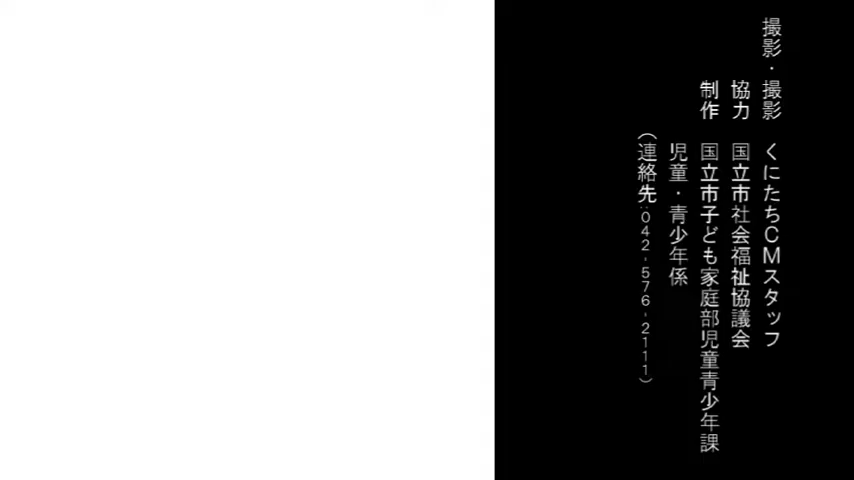 撮影・撮影 くにたちCMスタッフ
協力 国立市社会福祉協議会
制作 国立市子ども家庭部児童青少年課
児童・青少年係
(連絡先:042-576-2111)